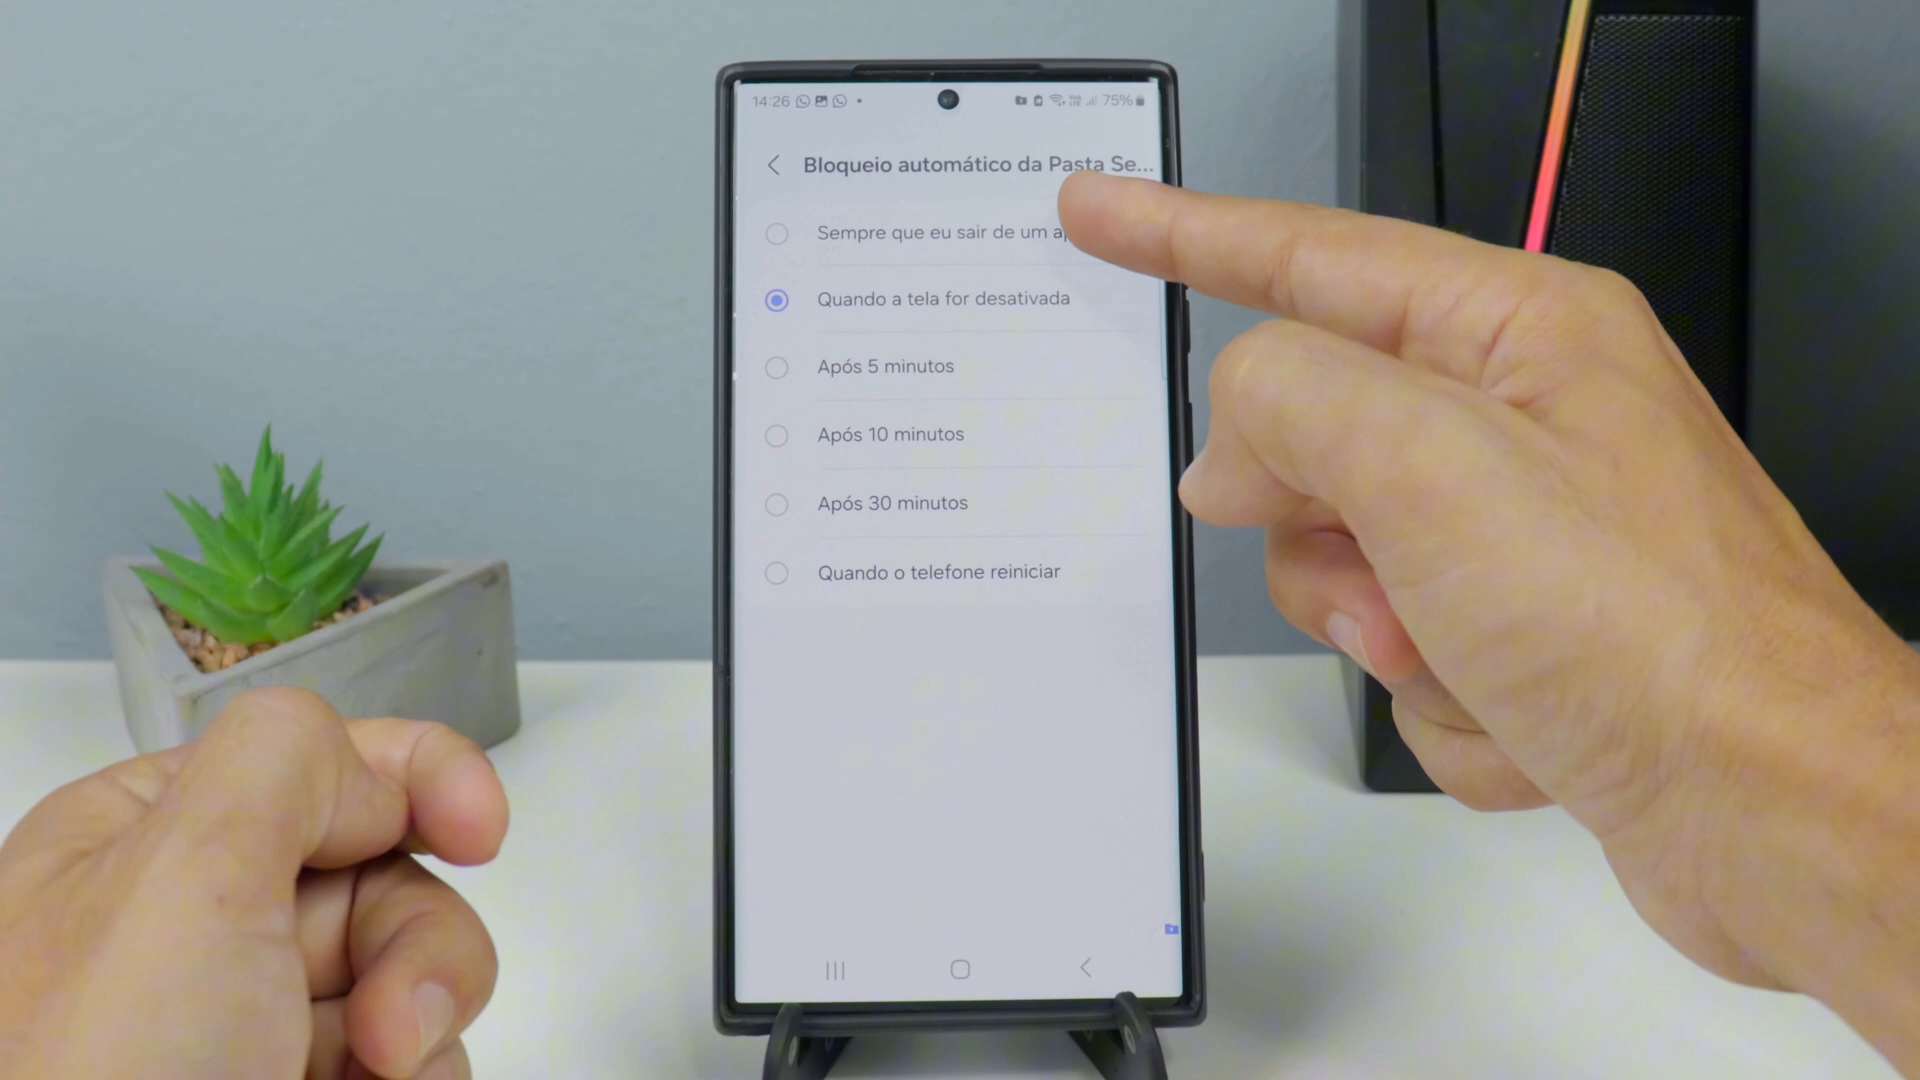 14:26 75%
Bloqueio automático da Pasta Se...
Sempre que eu sair de um
Quando a tela for desativada
Após 5 minutos
Após 10 minutos
Após 30 minutos
Quando o telefone reiniciar